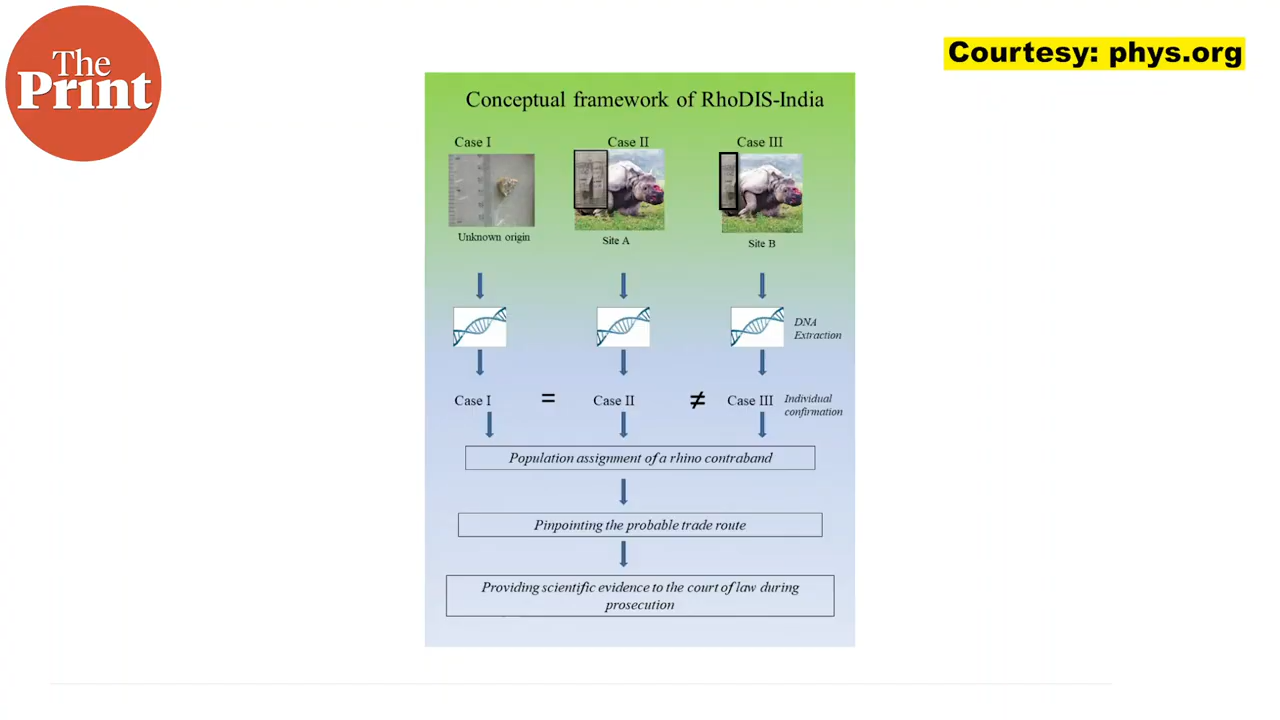 The
Print
Courtesy: phys.org
Conceptual framework of RhoDIS-India
Case I
Case II
Case III
Unknown origin
Site A
Site B
DNA
Extraction
Case I
=
Case II
≠
Case III
Individual
confirmation
Population assignment of a rhino contraband
Pinpointing the probable trade route
Providing scientific evidence to the court of law during
prosecution